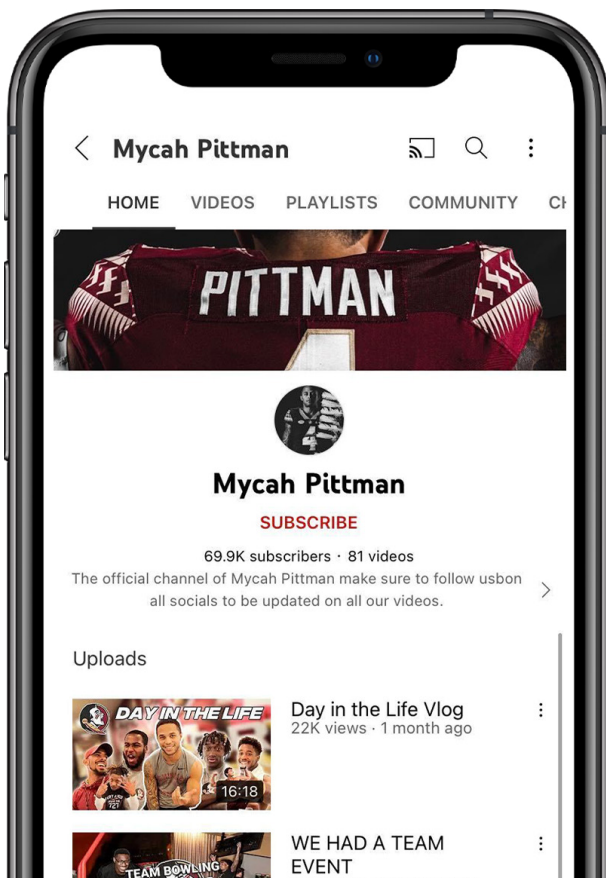 Mycah Pittman
HOME VIDEOS PLAYLISTS COMMUNITY CH
PITTMAN
4
Mycah Pittman
SUBSCRIBE
69.9K subscribers · 81 videos
The official channel of Mycah Pittman make sure to follow usbon
all socials to be updated on all our videos.
Uploads
DAY IN THE LIFE
16:18
Day in the Life Vlog
22K views · 1 month ago
TEAM BOWLING
WE HAD A TEAM
EVENT